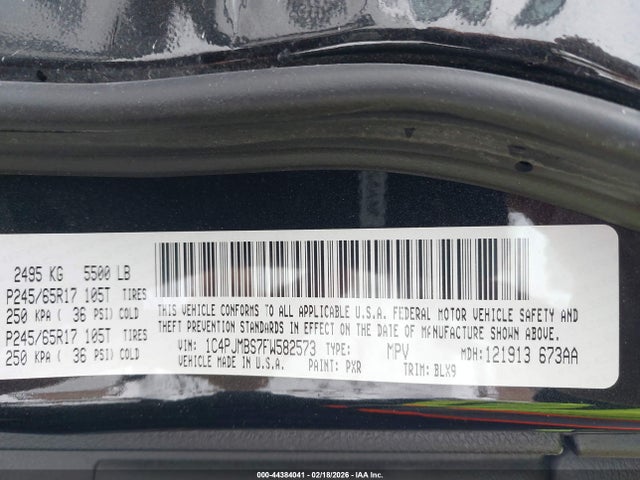 2495 KG 5500 LB
P245/65R17 105T TIRES
250 KPA ( 36 PSI) COLD
P245/65R17 105T TIRES
250 KPA ( 36 PSI) COLD
THIS VEHICLE CONFORMS TO ALL APPLICABLE U.S.A. FEDERAL MOTOR VEHICLE SAFETY AND
THEFT PREVENTION STANDARDS IN EFFECT ON THE DATE OF MANUFACTURE SHOWN ABOVE.
VIN: 1C4PJMBS7FW582573 TYPE: MPV MDH: 121913 673AA
VEHICLE MADE IN U.S.A. PAINT: PXR TRIM: BLX9
000-44384041 - 02/18/2026 - IAA Inc.